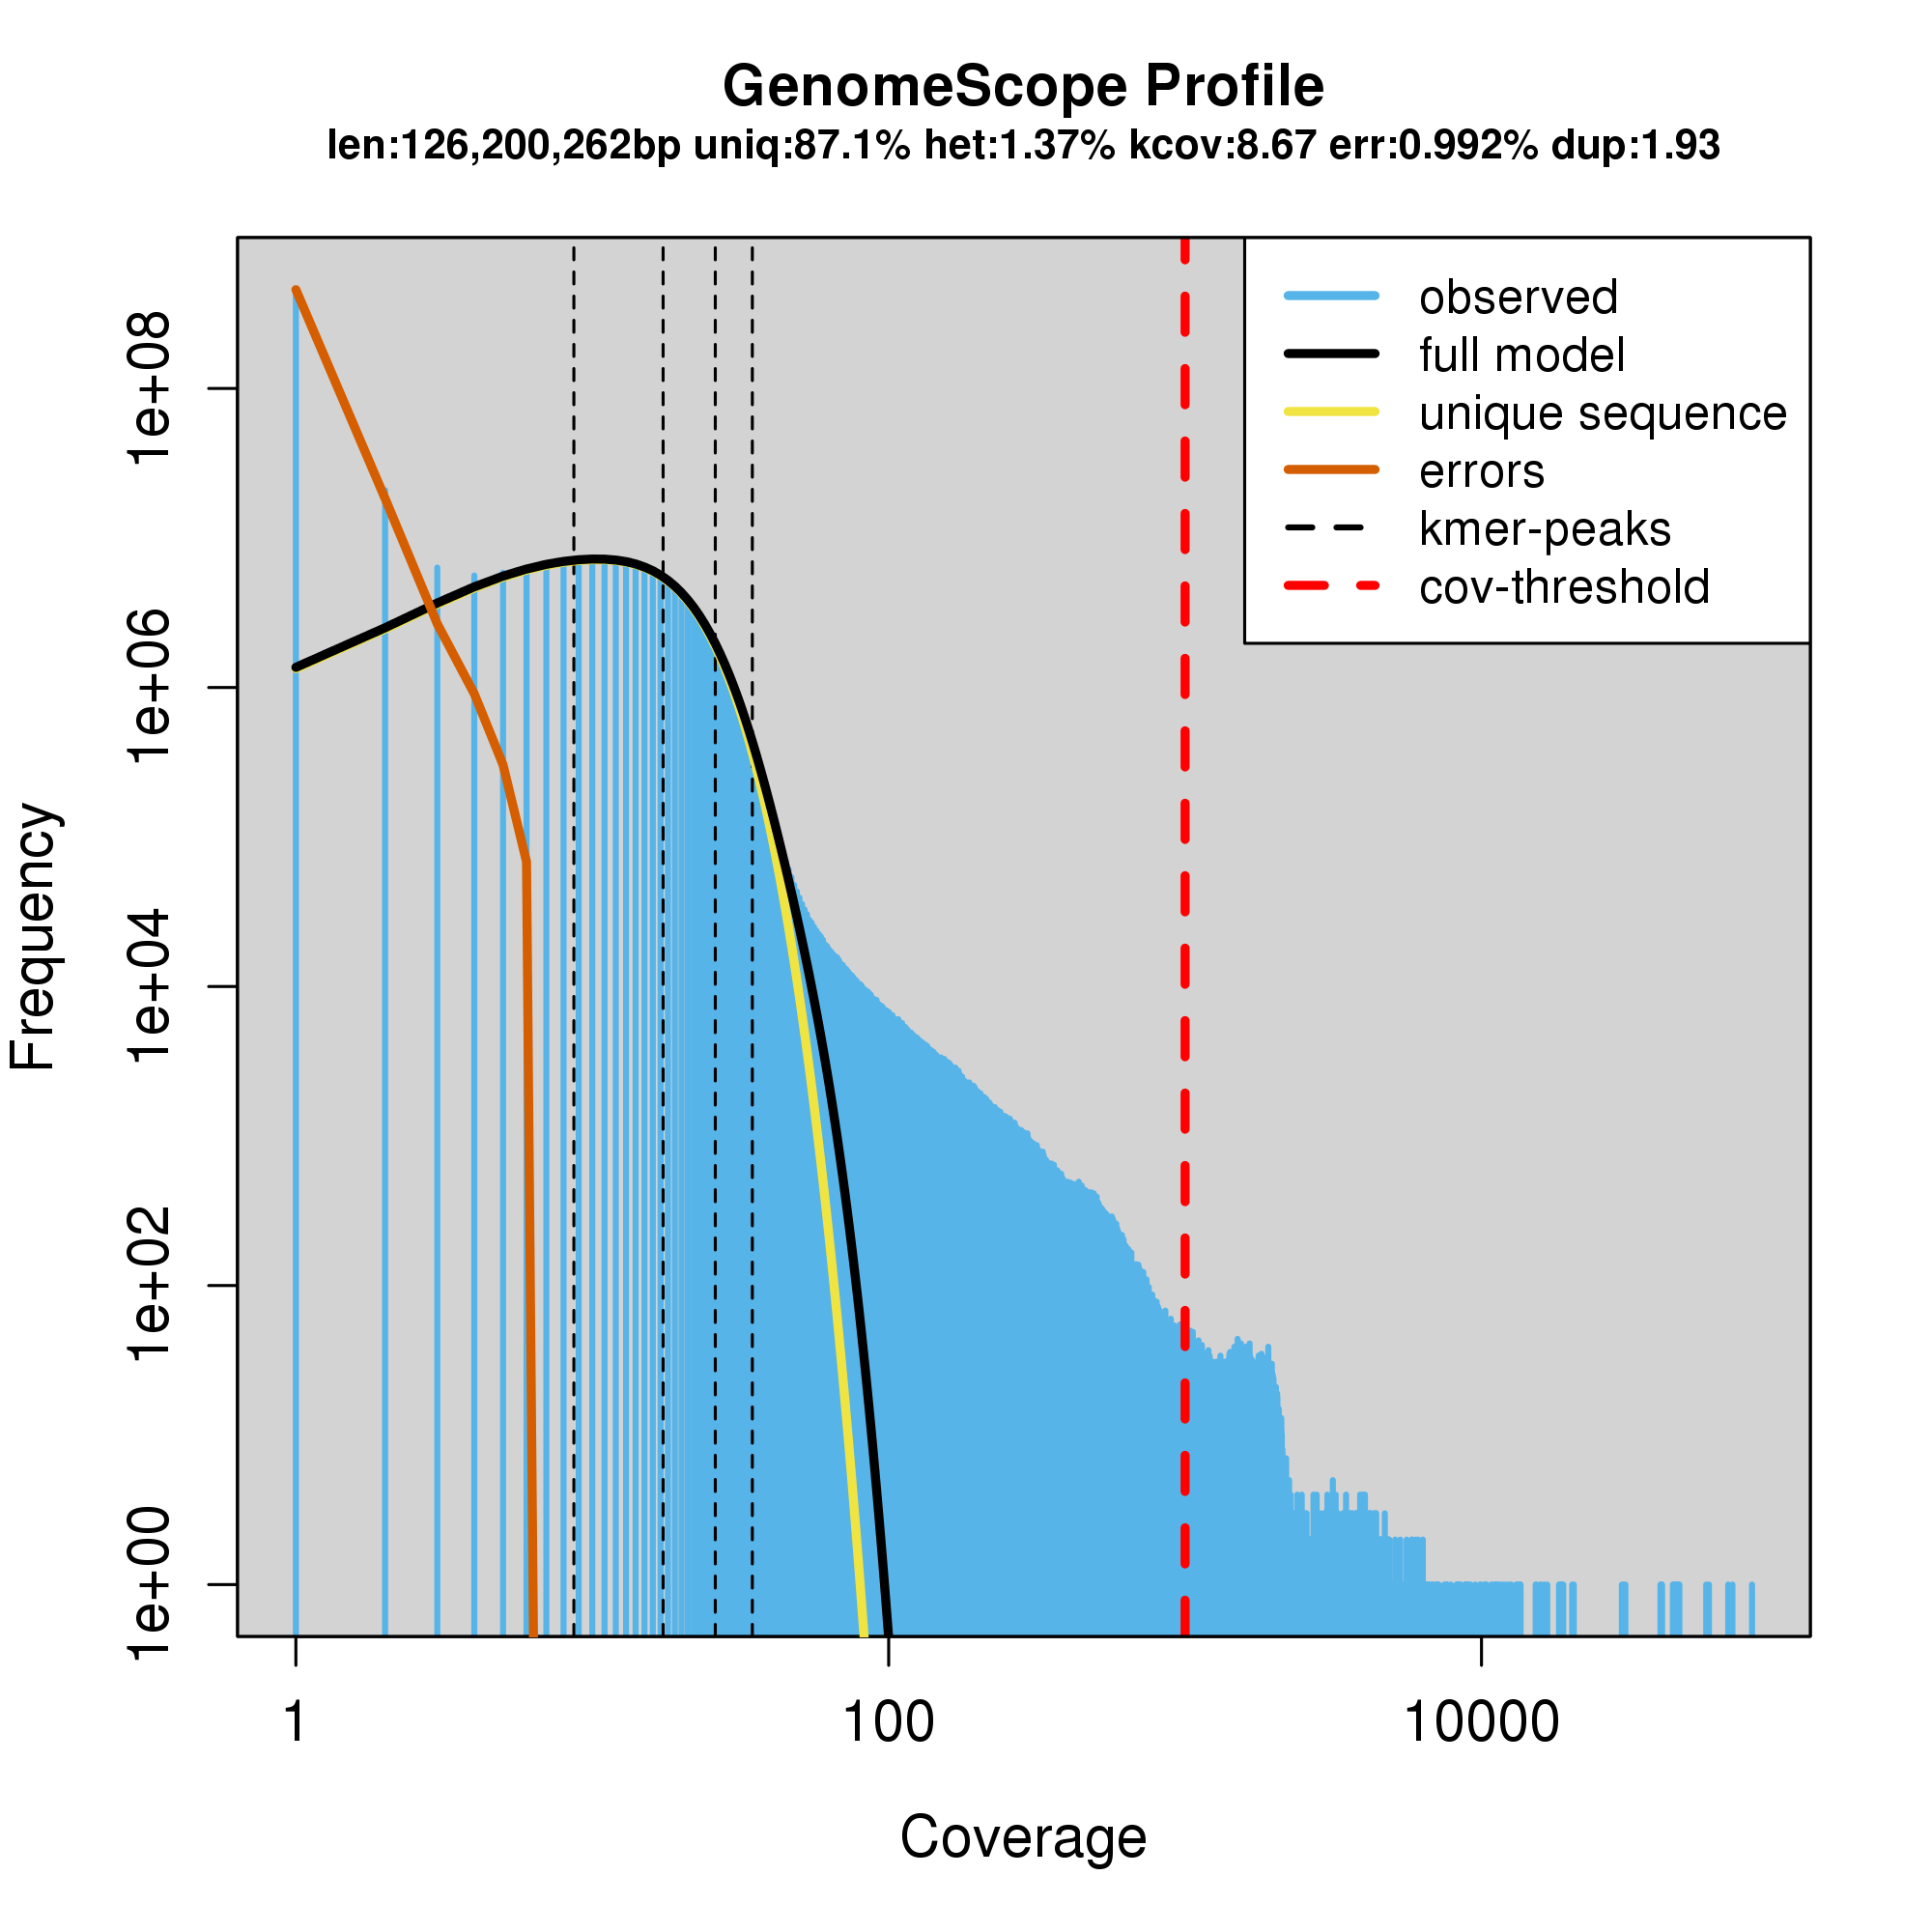 GenomeScope Profile
len:126,200,262bp uniq:87.1% het:1.37% kcov:8.67 err:0.992% dup:1.93
observed
full model
unique sequence
errors
kmer-peaks
cov-threshold
Frequency
1e+08
1e+06
1e+04
1e+02
1e+00
1
100
10000
Coverage